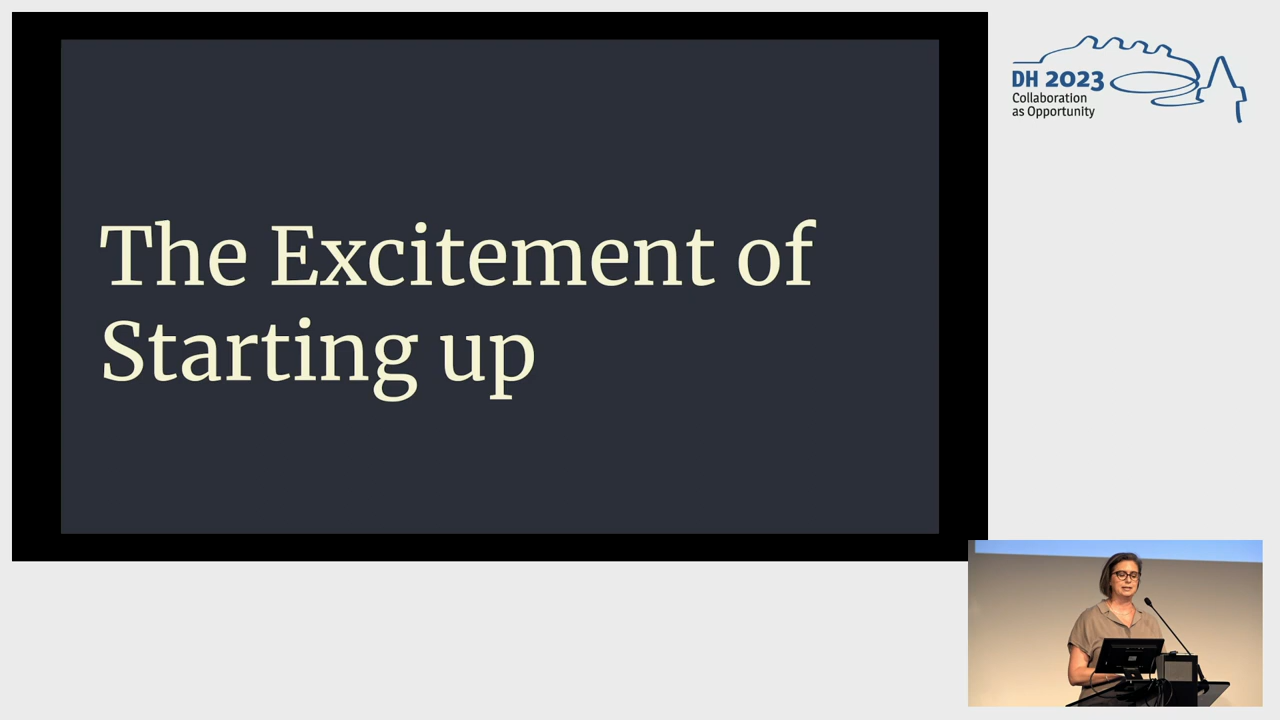 The Excitement of
Starting up
DH 2023
Collaboration
as Opportunity